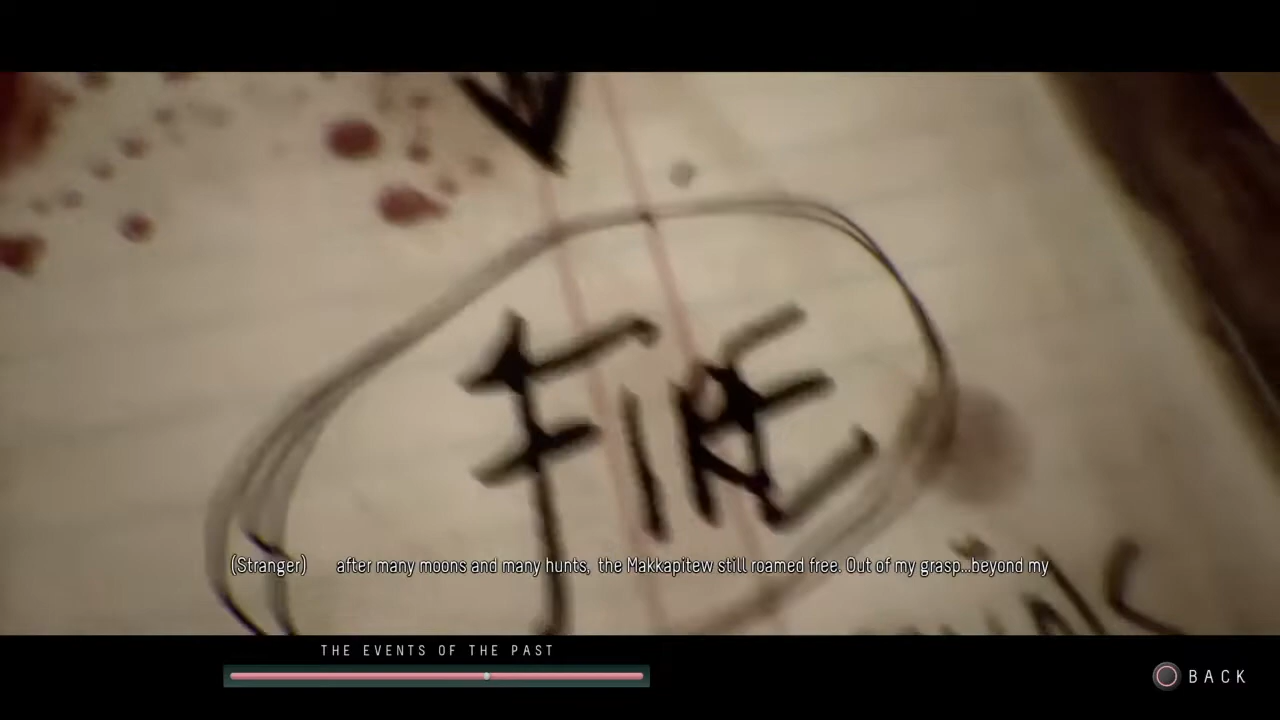 FIRE
(Stranger) after many moons and many hunts, the Makkapitew still roamed free. Out of my grasp...beyond my
THE EVENTS OF THE PAST
BACK